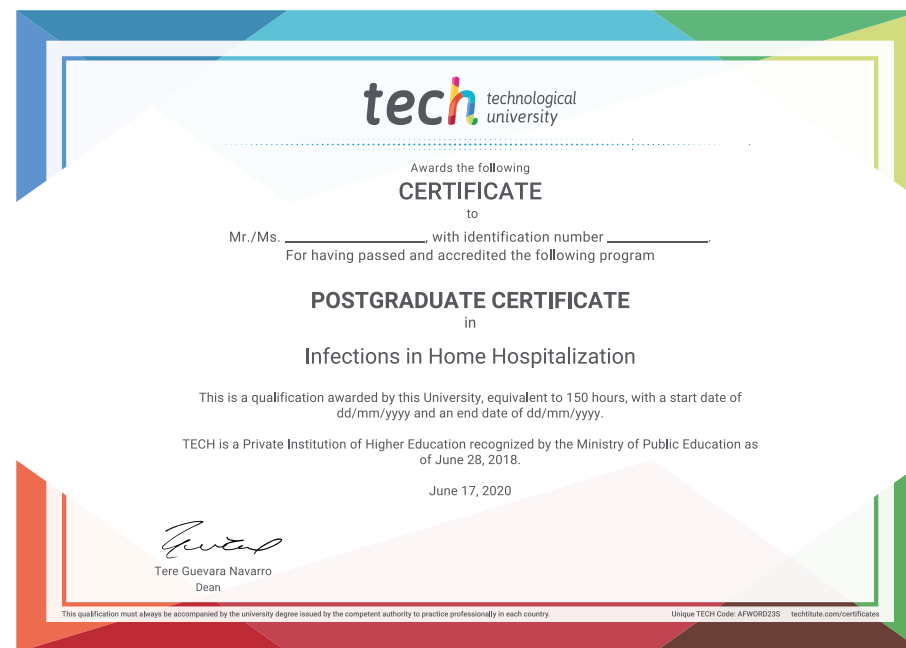 tech technological
university
Awards the following
CERTIFICATE
to
Mr./Ms. ____________________, with identification number __________________.
For having passed and accredited the following program
POSTGRADUATE CERTIFICATE
in
Infections in Home Hospitalization
This is a qualification awarded by this University, equivalent to 150 hours, with a start date of
dd/mm/yyyy and an end date of dd/mm/yyyy.
TECH is a Private Institution of Higher Education recognized by the Ministry of Public Education as
of June 28, 2018.
June 17, 2020
Tere Guevara Navarro
Dean
This qualification must always be accompanied by the university degree issued by the competent authority to practice professionally in each country. Unique TECH Code: AFWORD23S techtitute.com/certificates